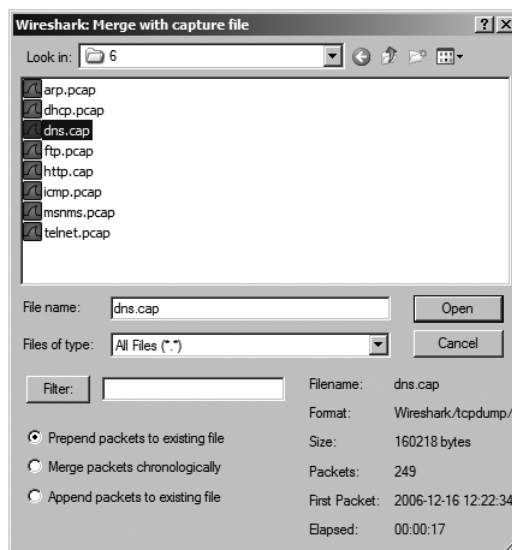 Wireshark: Merge with capture file
Look in: 6
arp.pcap
dhcp.pcap
dns.cap
ftp.pcap
http.cap
icmp.pcap
msnms.pcap
telnet.pcap
File name: dns.cap Open
Files of type: All Files (*.*) Cancel
Filter:
Filename: dns.cap
Format: Wireshark/tcpdump/
Prepend packets to existing file
Size: 160218 bytes
Merge packets chronologically
Packets: 249
Append packets to existing file
First Packet: 2006-12-16 12:22:34
Elapsed: 00:00:17